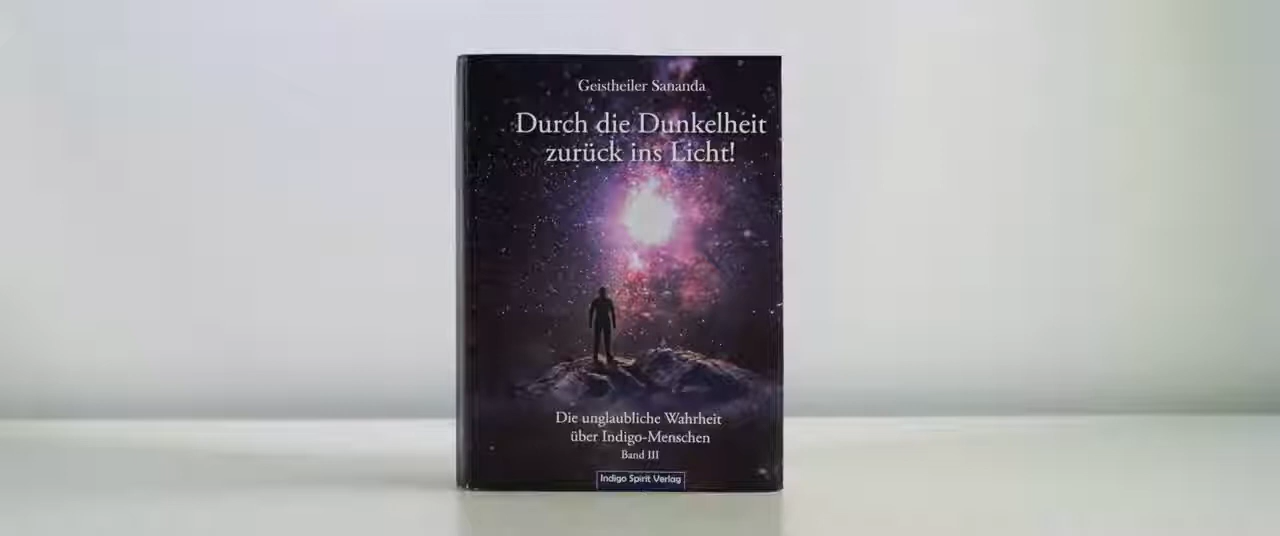 Geistheiler Sananda
Durch die Dunkelheit
zurück ins Licht!
Die unglaubliche Wahrheit
über Indigo-Menschen
Band III
Indigo Spirit Verlag